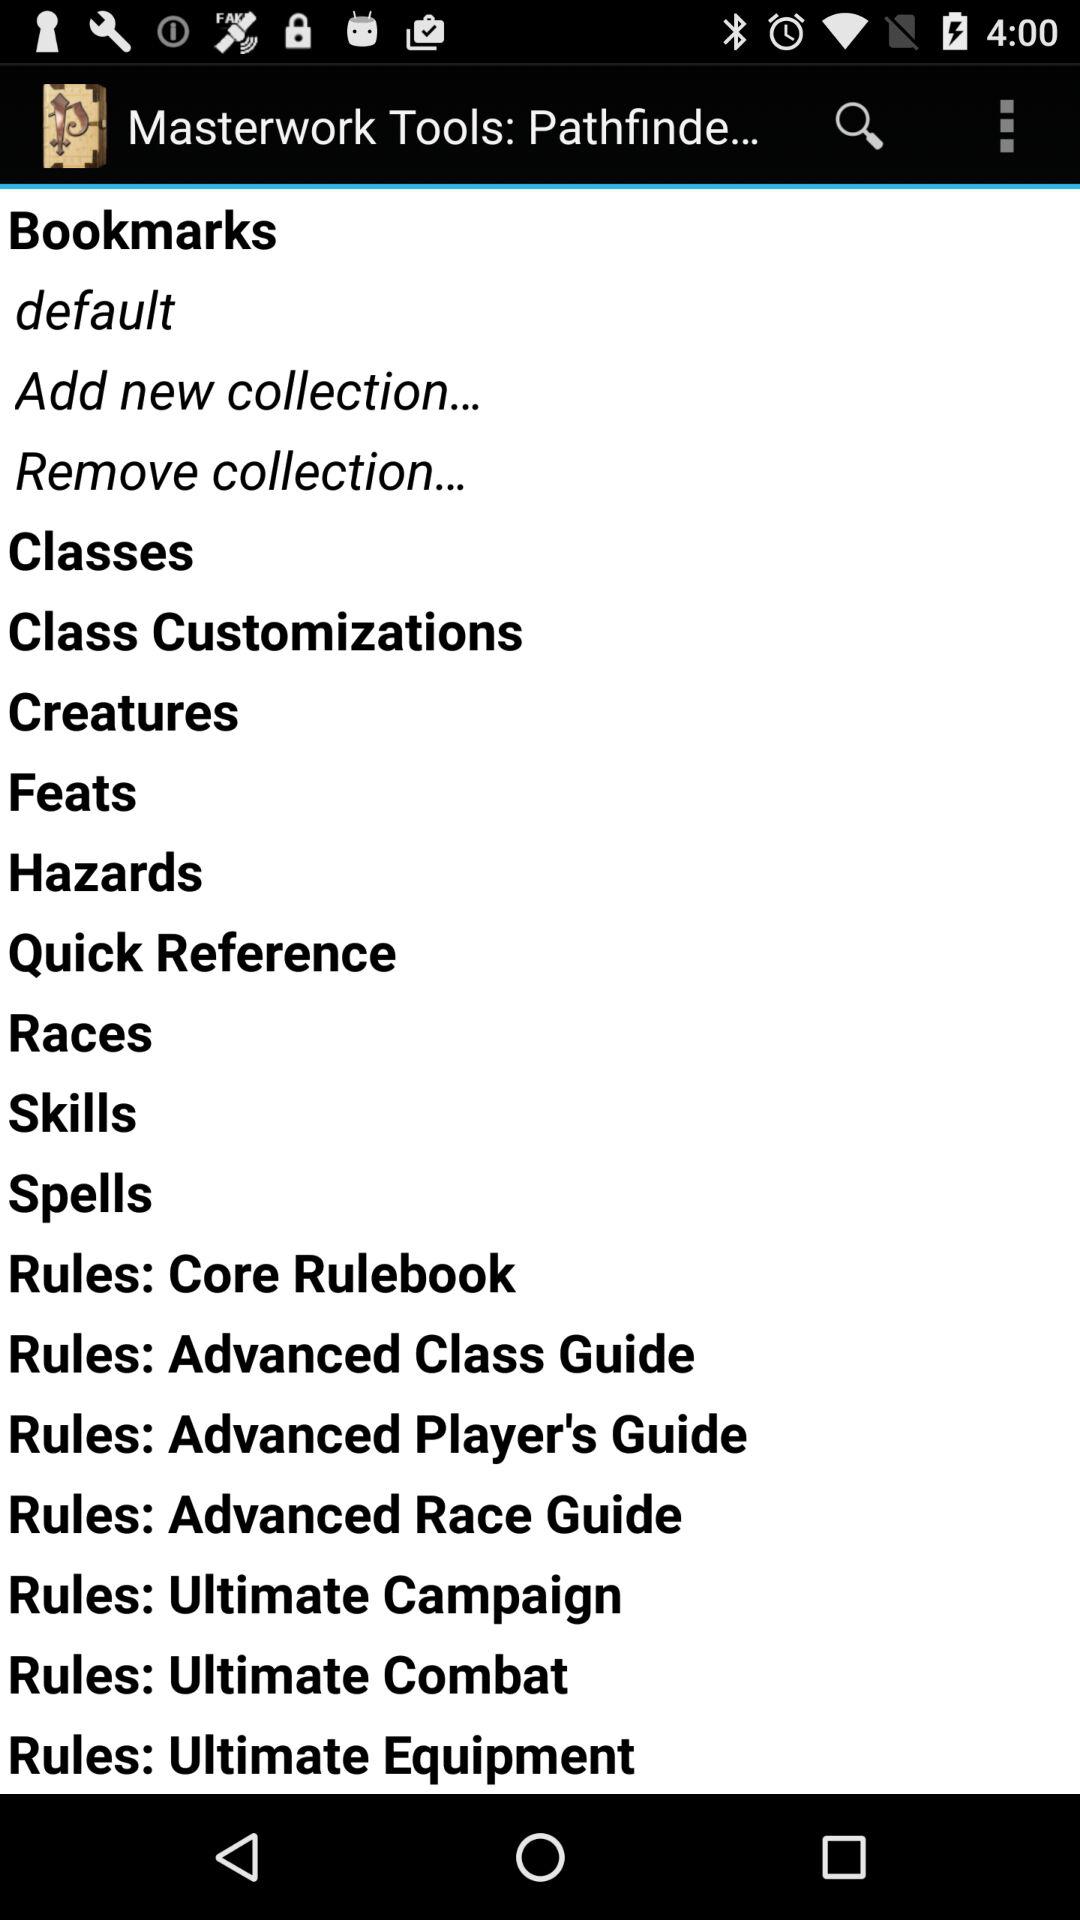 FAKE
4:00
Masterwork Tools: Pathfinde...
Bookmarks
default
Add new collection...
Remove collection...
Classes
Class Customizations
Creatures
Feats
Hazards
Quick Reference
Races
Skills
Spells
Rules: Core Rulebook
Rules: Advanced Class Guide
Rules: Advanced Player's Guide
Rules: Advanced Race Guide
Rules: Ultimate Campaign
Rules: Ultimate Combat
Rules: Ultimate Equipment